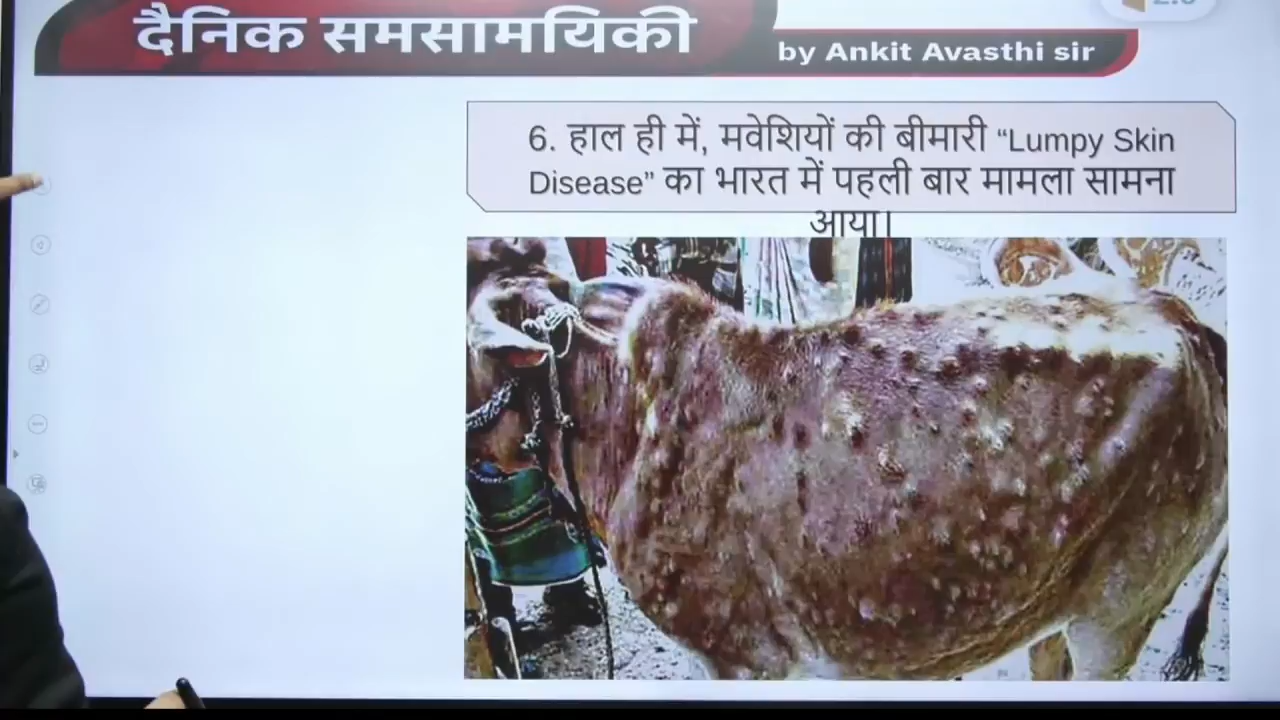 दैनिक समसामयिकी
by Ankit Avasthi sir
6. हाल ही में, मवेशियों की बीमारी “Lumpy Skin
Disease” का भारत में पहली बार मामला सामना
आया।